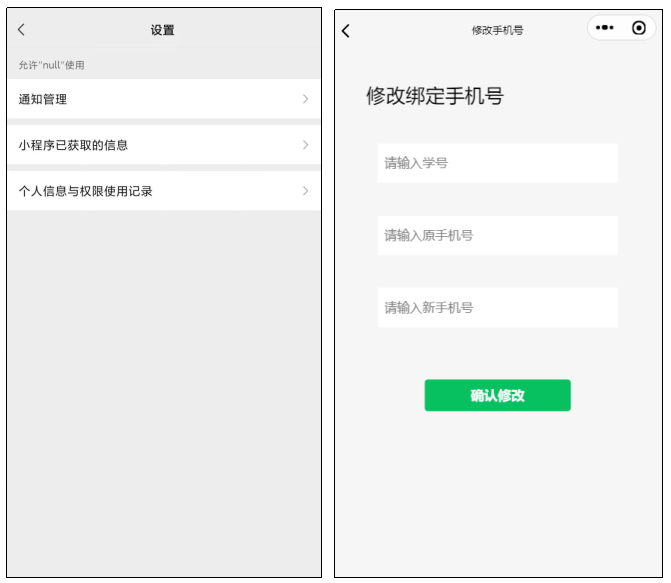 设置
允许"null"使用
通知管理
小程序已获取的信息
个人信息与权限使用记录
修改手机号
修改绑定手机号
请输入学号
请输入原手机号
请输入新手机号
确认修改